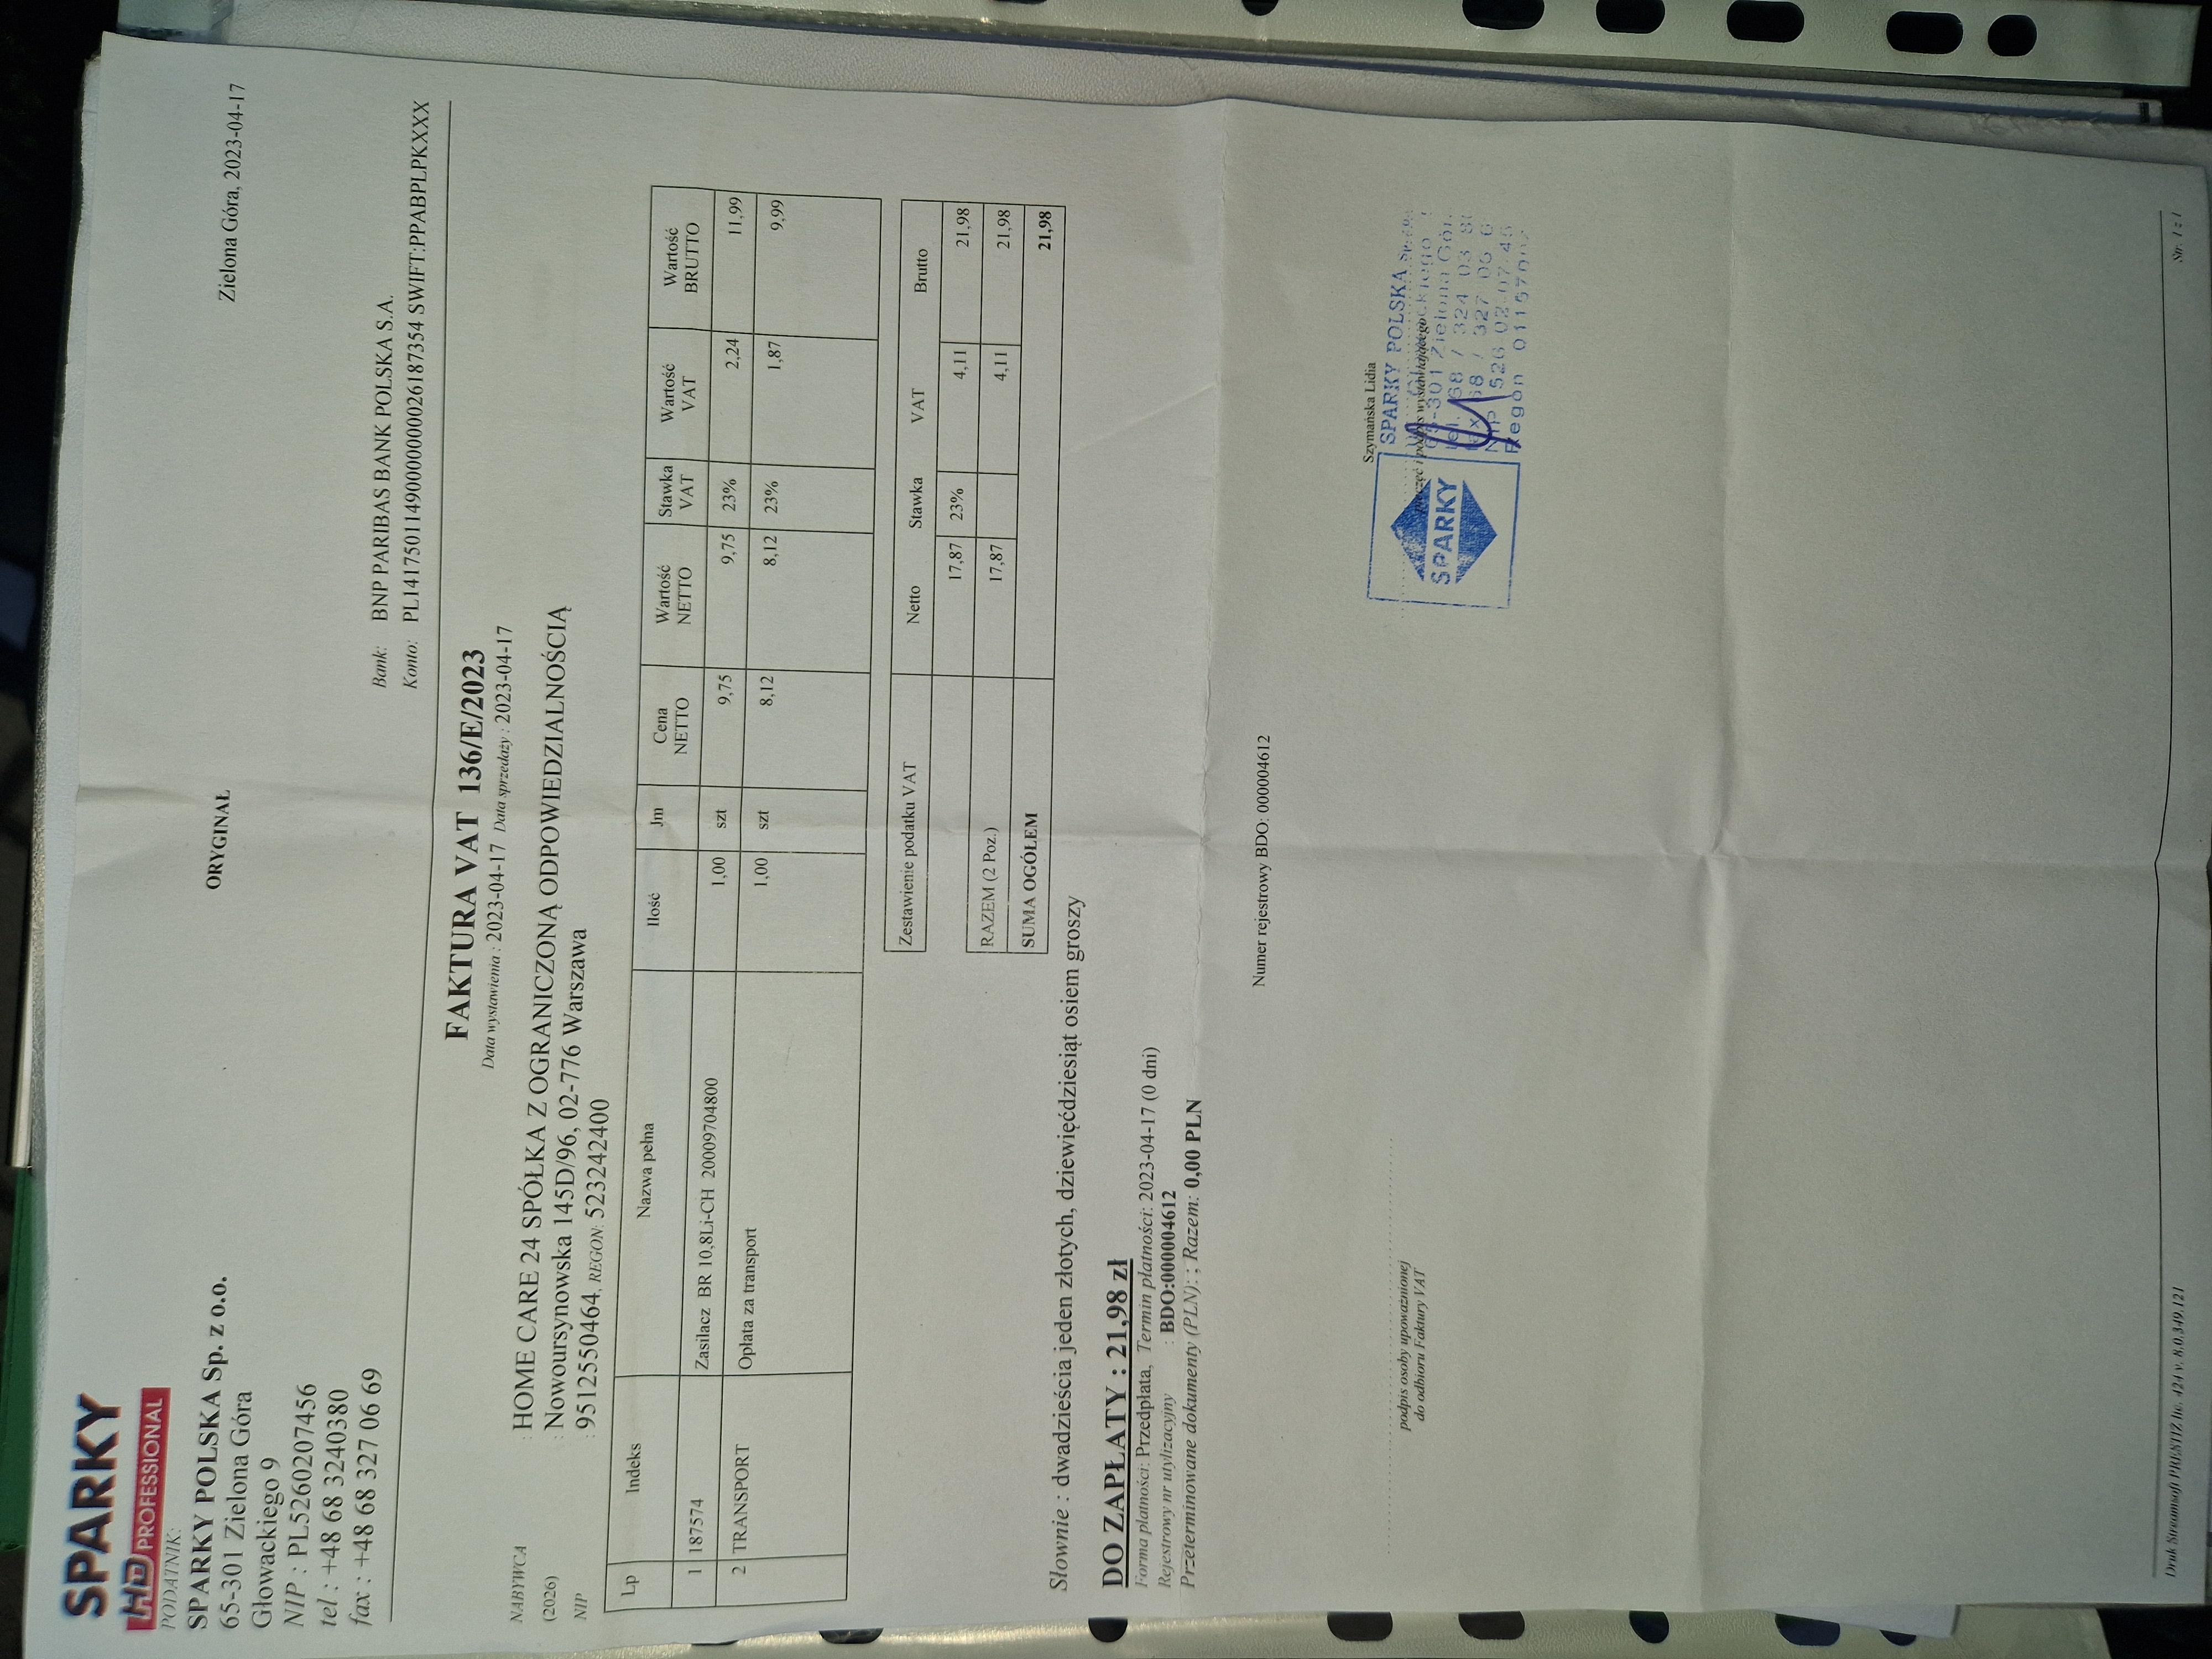 SPARKY
HD PROFESSIONAL
PODATNIK:
SPARKY POLSKA Sp. z o.o.
65-301 Zielona Góra
Głowackiego 9
NIP : PL5260207456
tel : +48 68 3240380
fax : +48 68 327 06 69
ORYGINAŁ
Zielona Góra, 2023-04-17
Bank: BNP PARIBAS BANK POLSKA S.A.
Konto: PL14175011490000000026187354 SWIFT:PPABPLPKXXX
FAKTURA VAT 136/E/2023
Data wystawienia : 2023-04-17 Data sprzedaży : 2023-04-17
NABYWCA : HOME CARE 24 SPÓŁKA Z OGRANICZONĄ ODPOWIEDZIALNOŚCIĄ
(2026) : Nowoursynowska 145D/96, 02-776 Warszawa
NIP : 9512550464, REGON: 523242400
Lp Indeks Nazwa pełna Ilość Jm Cena NETTO Wartość NETTO Stawka VAT Wartość VAT Wartość BRUTTO
1 187574 Zasilacz BR 10,8Li-CH 20009704800 1,00 szt 9,75 9,75 23% 2,24 11,99
2 TRANSPORT Opłata za transport 1,00 szt 8,12 8,12 23% 1,87 9,99
Zestawienie podatku VAT Netto Stawka VAT Brutto
17,87 23% 4,11 21,98
RAZEM (2 Poz.) 17,87 4,11 21,98
SUMA OGÓŁEM 21,98
Słownie : dwadzieścia jeden złotych, dziewięćdziesiąt osiem groszy
DO ZAPŁATY : 21,98 zł
Forma płatności: Przedpłata, Termin płatności: 2023-04-17 (0 dni)
Rejestrowy nr utylizacyjny : BDO:000004612
Przeterminowane dokumenty (PLN): ; Razem: 0,00 PLN
Numer rejestrowy BDO: 000004612
podpis osoby upoważnionej
do odbioru Faktury VAT
Szymańska Lidia
pieczęć i podpis wystawiającego
SPARKY
SPARKY POLSKA Sp.
65-301 Zielona Gór
tel. 68 / 324 03 8
fax 68 / 327 06 6
NIP 526-02-07-45
Regon
Druk Streamsoft PRESTIŻ lic. 424 v. 8.0.349.121
Str. 1 z 1